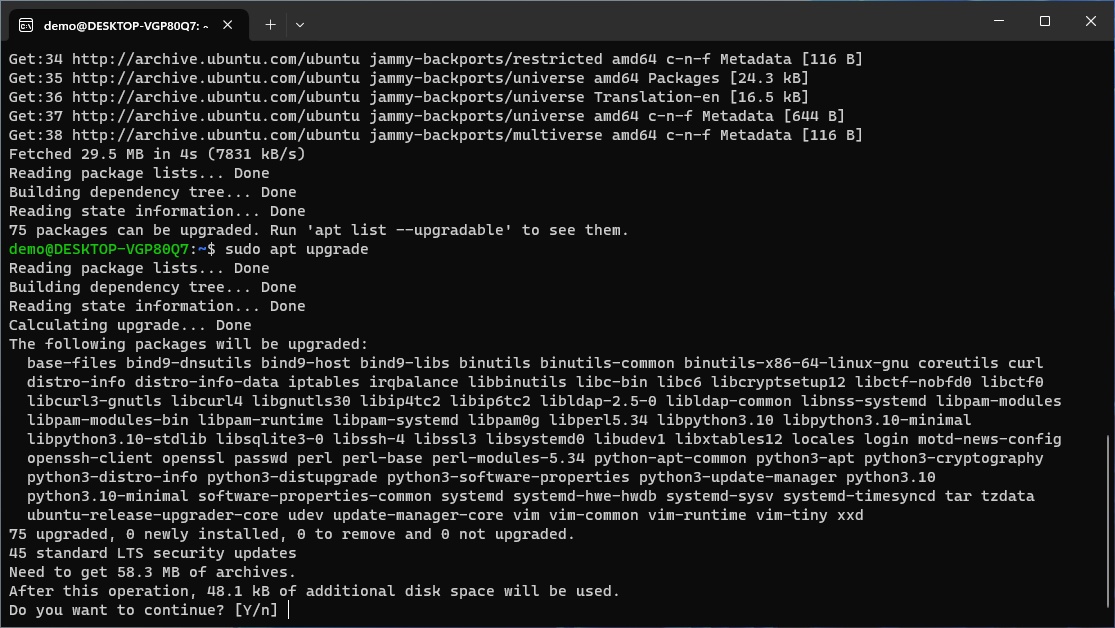 demo@DESKTOP-VGP80Q7: ~
Get:34 http://archive.ubuntu.com/ubuntu jammy-backports/restricted amd64 c-n-f Metadata [116 B]
Get:35 http://archive.ubuntu.com/ubuntu jammy-backports/universe amd64 Packages [24.3 kB]
Get:36 http://archive.ubuntu.com/ubuntu jammy-backports/universe Translation-en [16.5 kB]
Get:37 http://archive.ubuntu.com/ubuntu jammy-backports/universe amd64 c-n-f Metadata [644 B]
Get:38 http://archive.ubuntu.com/ubuntu jammy-backports/multiverse amd64 c-n-f Metadata [116 B]
Fetched 29.5 MB in 4s (7831 kB/s)
Reading package lists... Done
Building dependency tree... Done
Reading state information... Done
75 packages can be upgraded. Run 'apt list --upgradable' to see them.
demo@DESKTOP-VGP80Q7:~$ sudo apt upgrade
Reading package lists... Done
Building dependency tree... Done
Reading state information... Done
Calculating upgrade... Done
The following packages will be upgraded:
  base-files bind9-dnsutils bind9-host bind9-libs binutils binutils-common binutils-x86-64-linux-gnu coreutils curl
  distro-info distro-info-data iptables irqbalance libbinutils libc-bin libc6 libcryptsetup12 libctf-nobfd0 libctf0
  libcurl3-gnutls libcurl4 libgnutls30 libip4tc2 libip6tc2 libldap-2.5-0 libldap-common libnss-systemd libpam-modules
  libpam-modules-bin libpam-runtime libpam-systemd libpam0g libperl5.34 libpython3.10 libpython3.10-minimal
  libpython3.10-stdlib libsqlite3-0 libssh-4 libssl3 libsystemd0 libudev1 libxtables12 locales login motd-news-config
  openssh-client openssl passwd perl perl-base perl-modules-5.34 python-apt-common python3-apt python3-cryptography
  python3-distro-info python3-distupgrade python3-software-properties python3-update-manager python3.10
  python3.10-minimal software-properties-common systemd systemd-hwe-hwdb systemd-sysv systemd-timesyncd tar tzdata
  ubuntu-release-upgrader-core udev update-manager-core vim vim-common vim-runtime vim-tiny xxd
75 upgraded, 0 newly installed, 0 to remove and 0 not upgraded.
45 standard LTS security updates
Need to get 58.3 MB of archives.
After this operation, 48.1 kB of additional disk space will be used.
Do you want to continue? [Y/n]